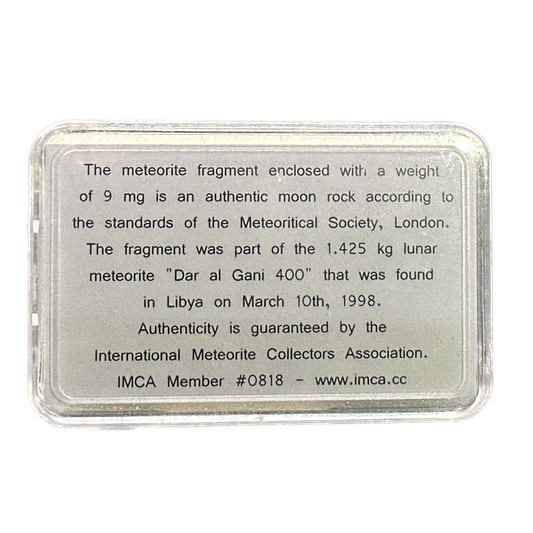 The meteorite fragment enclosed with a weight
of 9 mg is an authentic moon rock according to
the standards of the Meteoritical Society, London.
The fragment was part of the 1.425 kg lunar
meteorite "Dar al Gani 400" that was found
in Libya on March 10th, 1998.
Authenticity is guaranteed by the
International Meteorite Collectors Association.
IMCA Member #0818 - www.imca.cc